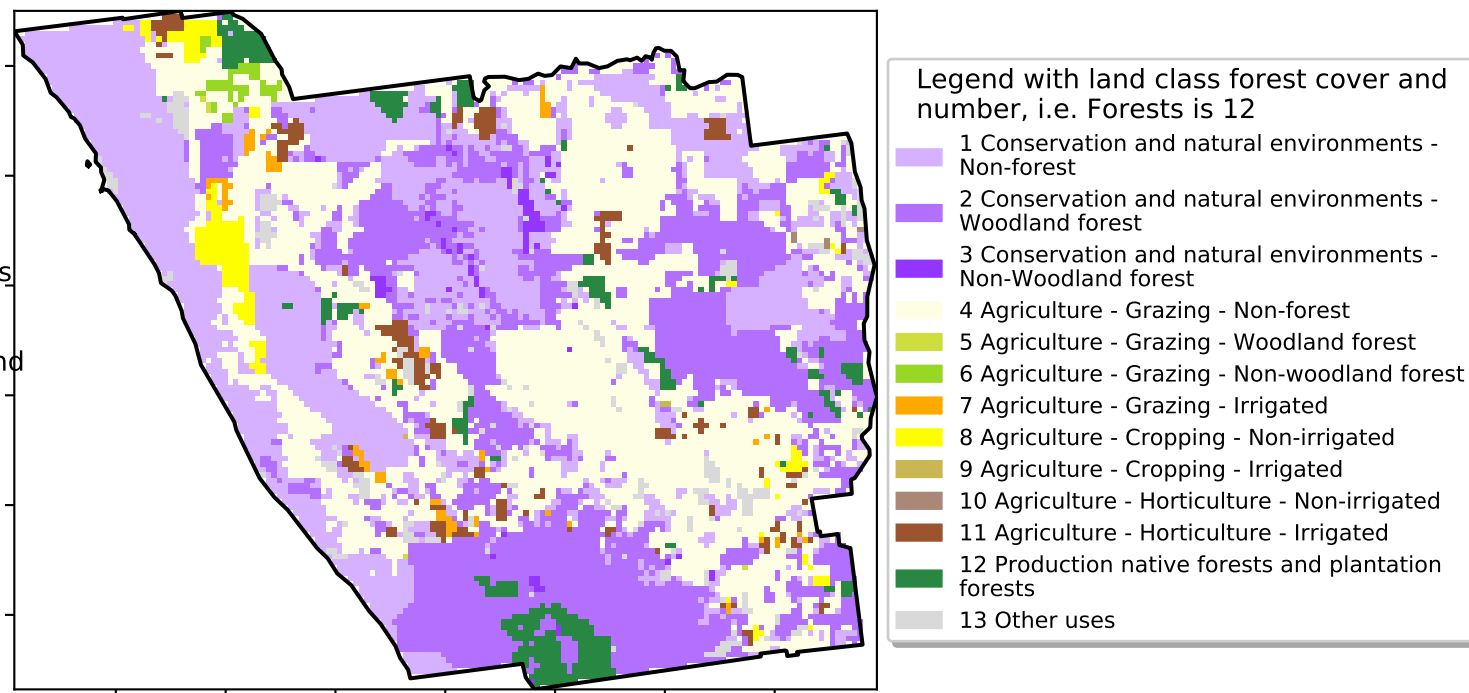 s
nd
Legend with land class forest cover and
number, i.e. Forests is 12
1 Conservation and natural environments -
Non-forest
2 Conservation and natural environments -
Woodland forest
3 Conservation and natural environments -
Non-Woodland forest
4 Agriculture - Grazing - Non-forest
5 Agriculture - Grazing - Woodland forest
6 Agriculture - Grazing - Non-woodland forest
7 Agriculture - Grazing - Irrigated
8 Agriculture - Cropping - Non-irrigated
9 Agriculture - Cropping - Irrigated
10 Agriculture - Horticulture - Non-irrigated
11 Agriculture - Horticulture - Irrigated
12 Production native forests and plantation
forests
13 Other uses